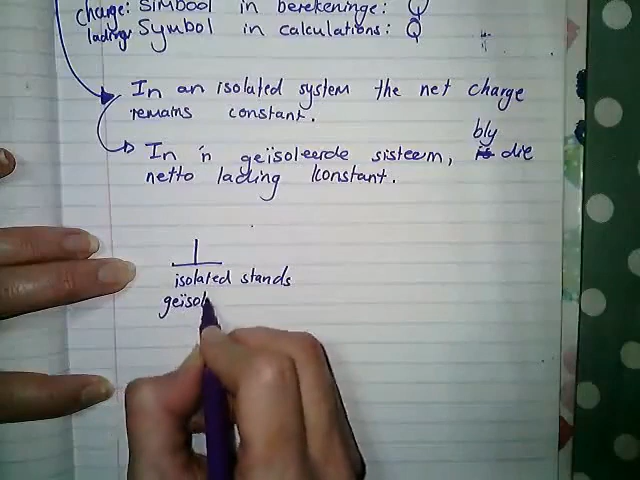 charge: Simbool in berekeninge: Q
lading: Symbol in calculations: Q
In an isolated system the net charge
remains constant.
bly
In 'n geïsoleerde sisteem, die
netto lading konstant.
isolated stands
geïsol